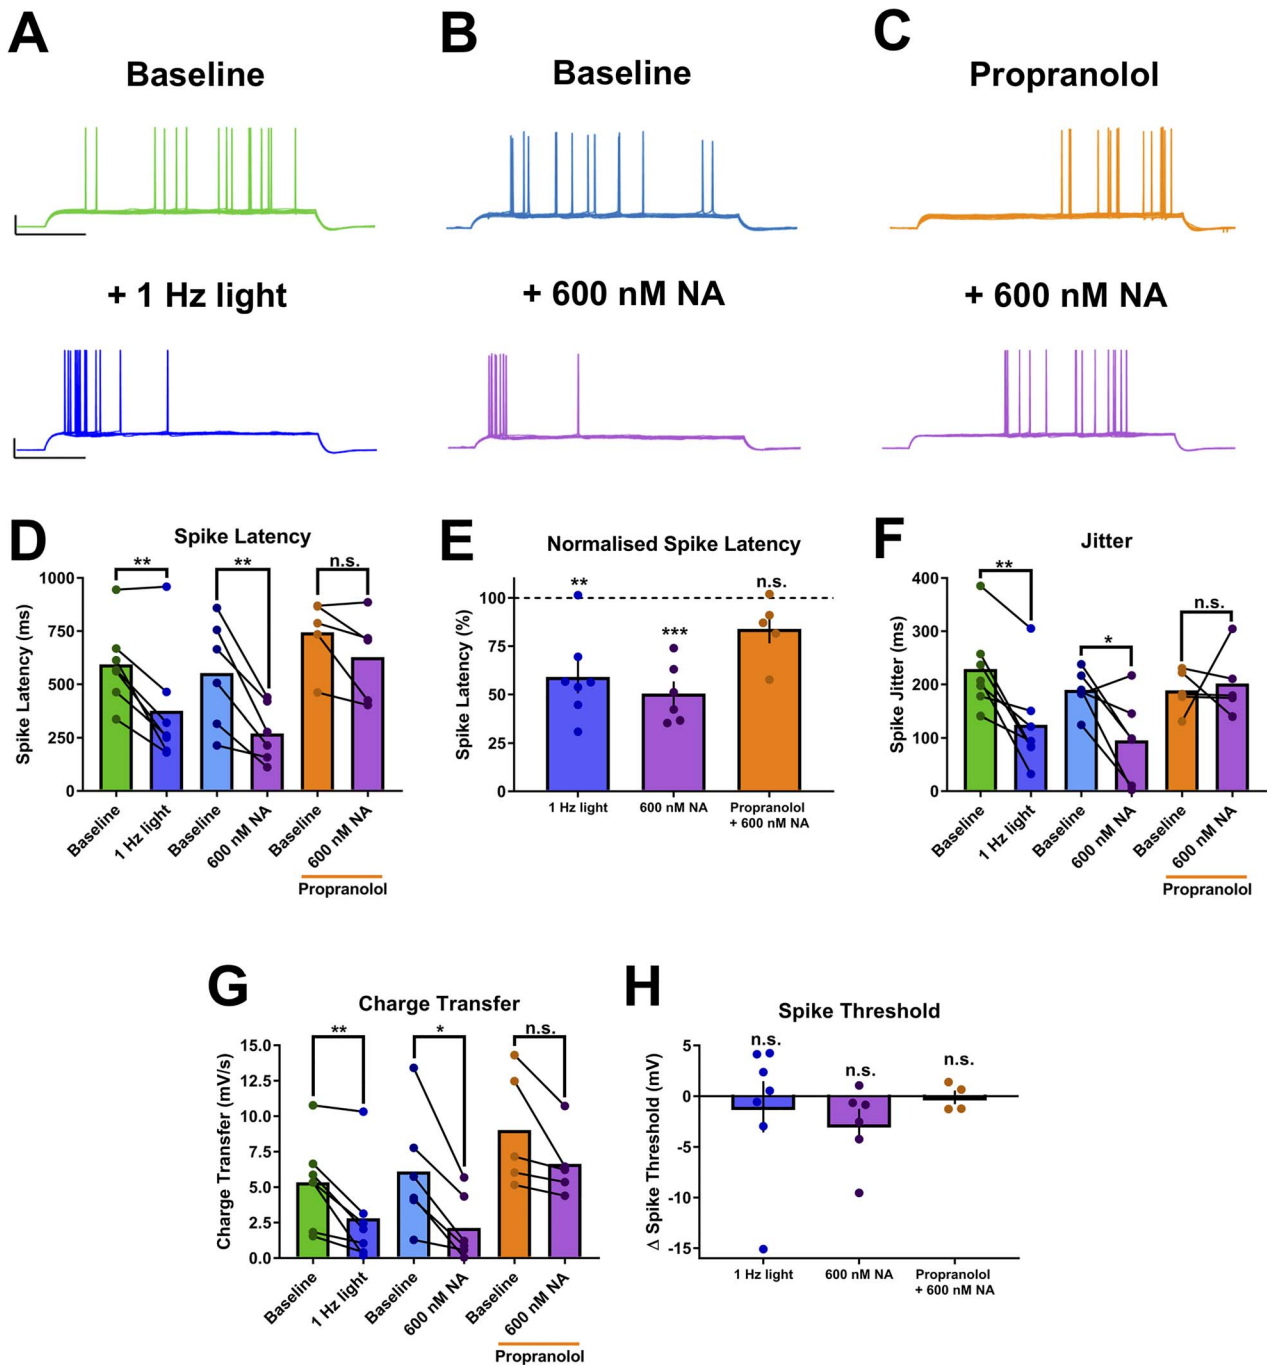 A
B
C
Baseline
Baseline
Propranolol
+ 1 Hz light
+ 600 nM NA
+ 600 nM NA
D
Spike Latency
**
**
n.s.
1000
750
500
250
0
Spike Latency (ms)
Baseline
1 Hz light
Baseline
600 nM NA
Baseline
600 nM NA
Propranolol
E
Normalised Spike Latency
**
***
n.s.
100
75
50
25
0
Spike Latency (%)
1 Hz light
600 nM NA
Propranolol
+ 600 nM NA
F
Jitter
**
*
n.s.
400
300
200
100
0
Spike Jitter (ms)
Baseline
1 Hz light
Baseline
600 nM NA
Baseline
600 nM NA
Propranolol
G
Charge Transfer
**
*
n.s.
15.0
12.5
10.0
7.5
5.0
2.5
0.0
Charge Transfer (mV/s)
Baseline
1 Hz light
Baseline
600 nM NA
Baseline
600 nM NA
Propranolol
H
Spike Threshold
n.s.
n.s.
n.s.
5
0
-5
-10
-15
Δ Spike Threshold (mV)
1 Hz light
600 nM NA
Propranolol
+ 600 nM NA